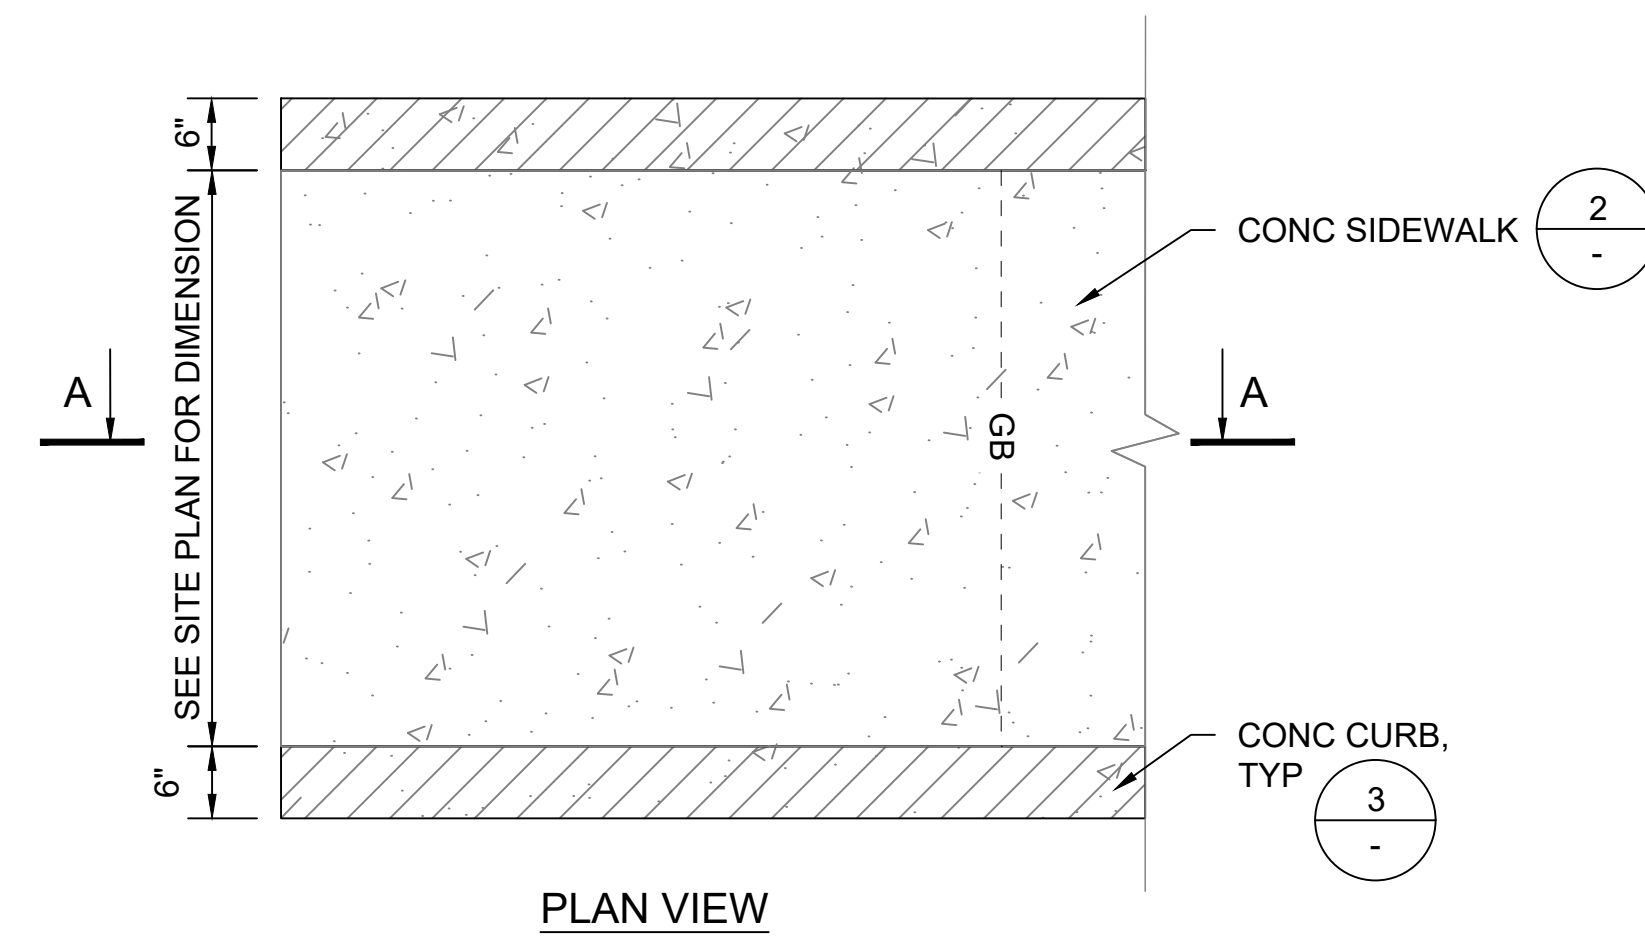 6"
SEE SITE PLAN FOR DIMENSION
6"
A
A
GB
CONC SIDEWALK
2
-
CONC CURB,
TYP
3
-
PLAN VIEW